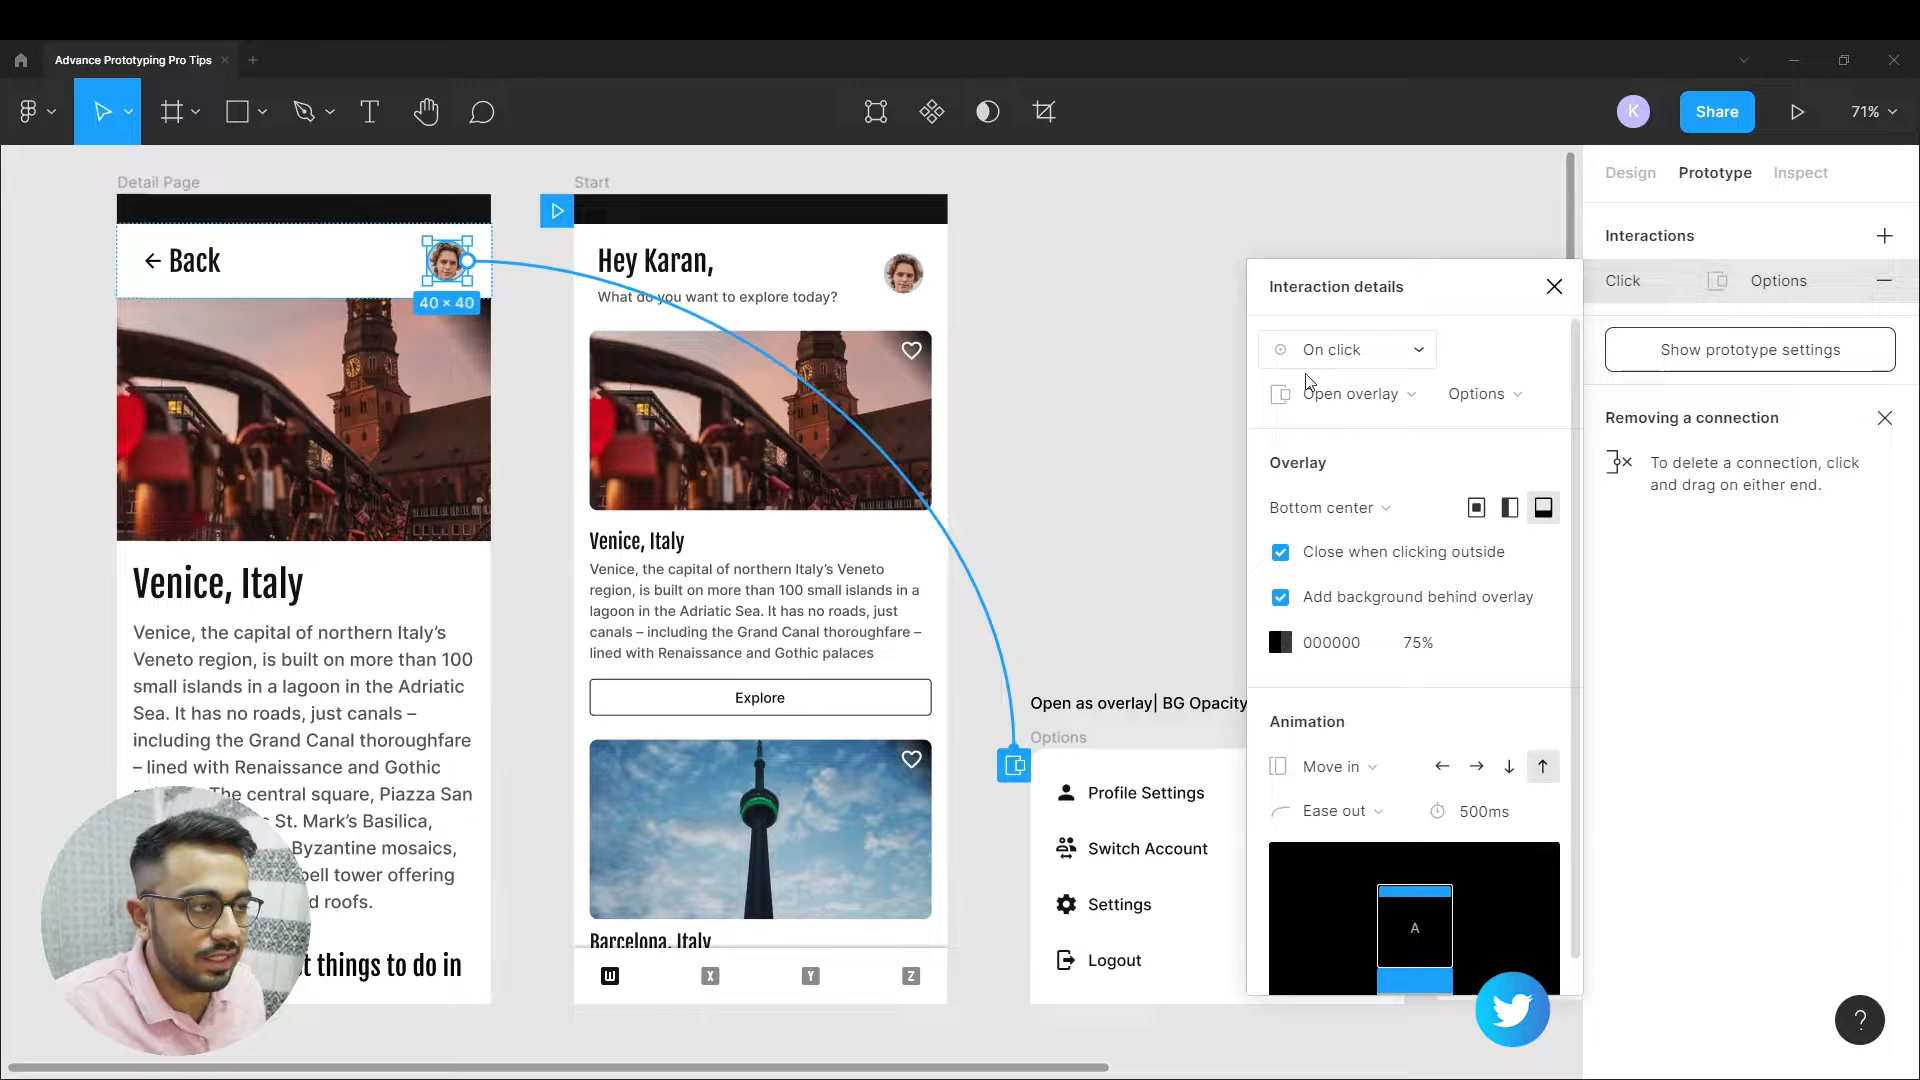 Advance Prototyping Pro Tips
K
Share
71%
Design Prototype Inspect
Interactions
Click Options
Show prototype settings
Removing a connection
To delete a connection, click
and drag on either end.
Detail Page
Back
40 × 40
Venice, Italy
Venice, the capital of northern Italy's
Veneto region, is built on more than 100
small islands in a lagoon in the Adriatic
Sea. It has no roads, just canals –
including the Grand Canal thoroughfare
– lined with Renaissance and Gothic
The central square, Piazza San
St. Mark's Basilica,
Byzantine mosaics,
bell tower offering
d roofs.
t things to do in
Start
Hey Karan,
What do you want to explore today?
Venice, Italy
Venice, the capital of northern Italy's Veneto
region, is built on more than 100 small islands in a
lagoon in the Adriatic Sea. It has no roads, just
canals – including the Grand Canal thoroughfare –
lined with Renaissance and Gothic palaces
Explore
Barcelona, Italy
W X Y Z
Open as overlay| BG Opacity
Options
Profile Settings
Switch Account
Settings
Logout
Interaction details
On click
Open overlay Options
Overlay
Bottom center
Close when clicking outside
Add background behind overlay
000000 75%
Animation
Move in
Ease out 500ms
A
?